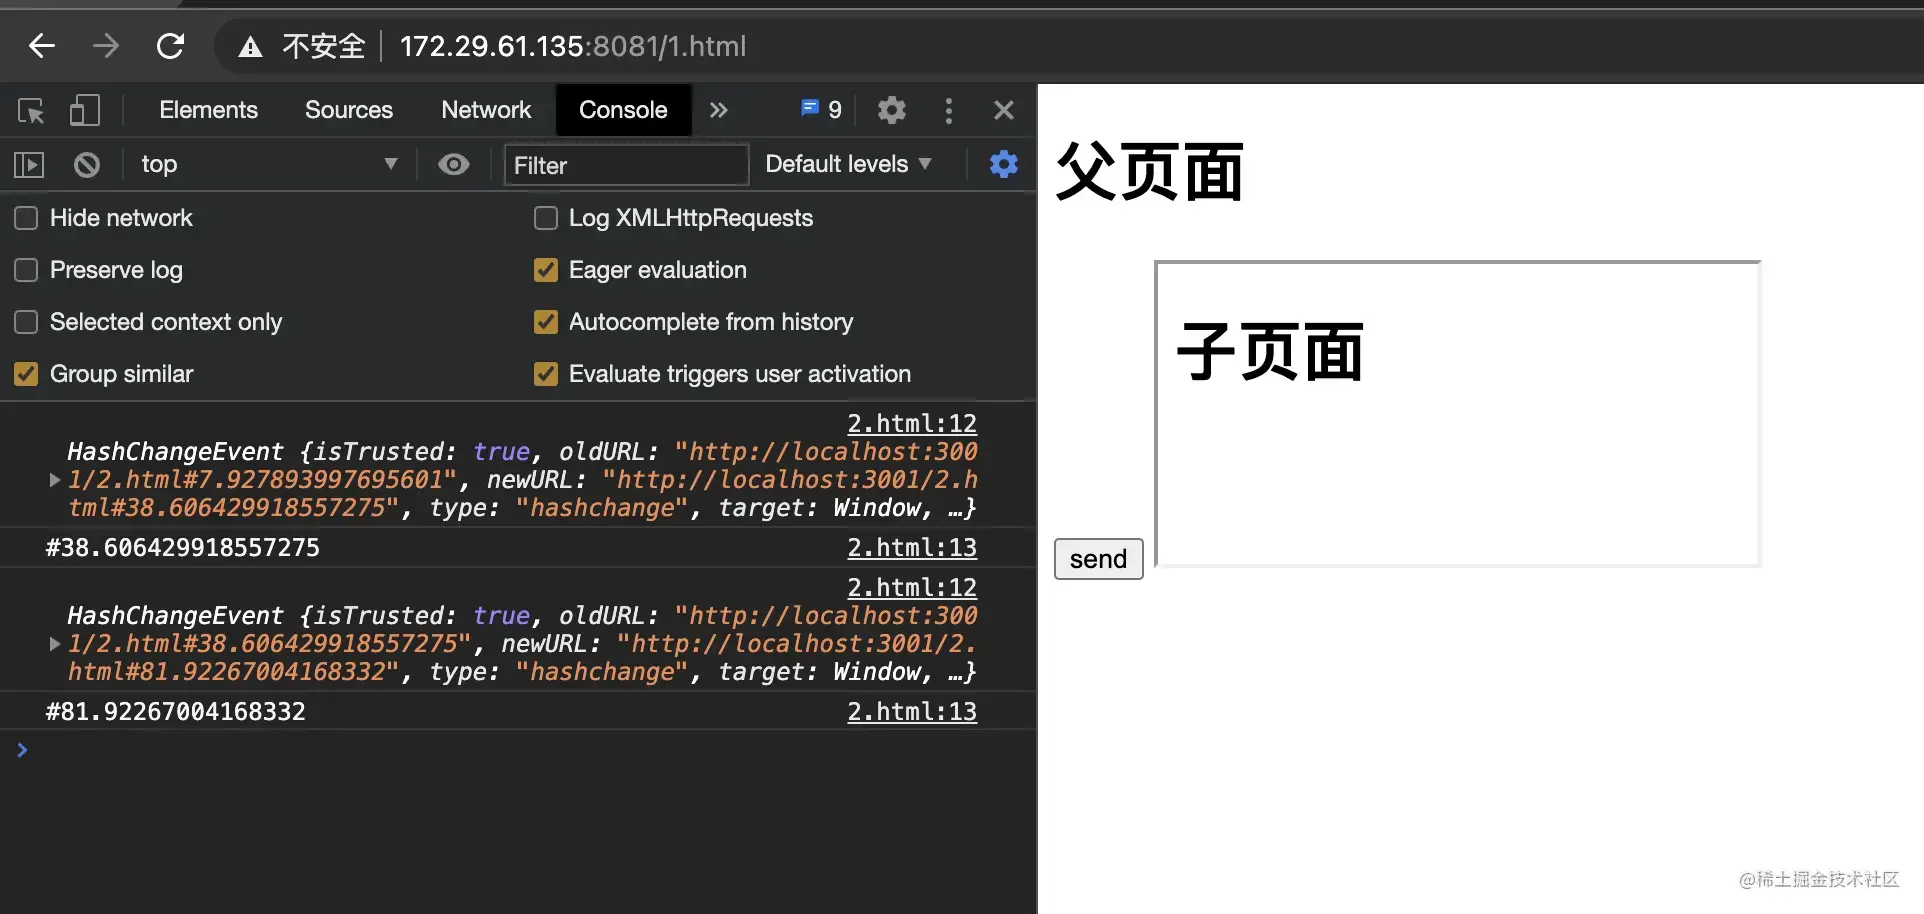 不安全 172.29.61.135:8081/1.html
Elements Sources Network Console 9
top Filter Default levels
Hide network Log XMLHttpRequests
Preserve log Eager evaluation
Selected context only Autocomplete from history
Group similar Evaluate triggers user activation
2.html:12
HashChangeEvent {isTrusted: true, oldURL: "http://localhost:300
1/2.html#7.927893997695601", newURL: "http://localhost:3001/2.h
tml#38.606429918557275", type: "hashchange", target: Window, …}
#38.606429918557275 2.html:13
2.html:12
HashChangeEvent {isTrusted: true, oldURL: "http://localhost:300
1/2.html#38.606429918557275", newURL: "http://localhost:3001/2.
html#81.92267004168332", type: "hashchange", target: Window, …}
#81.92267004168332 2.html:13
父页面
子页面
send
@稀土掘金技术社区